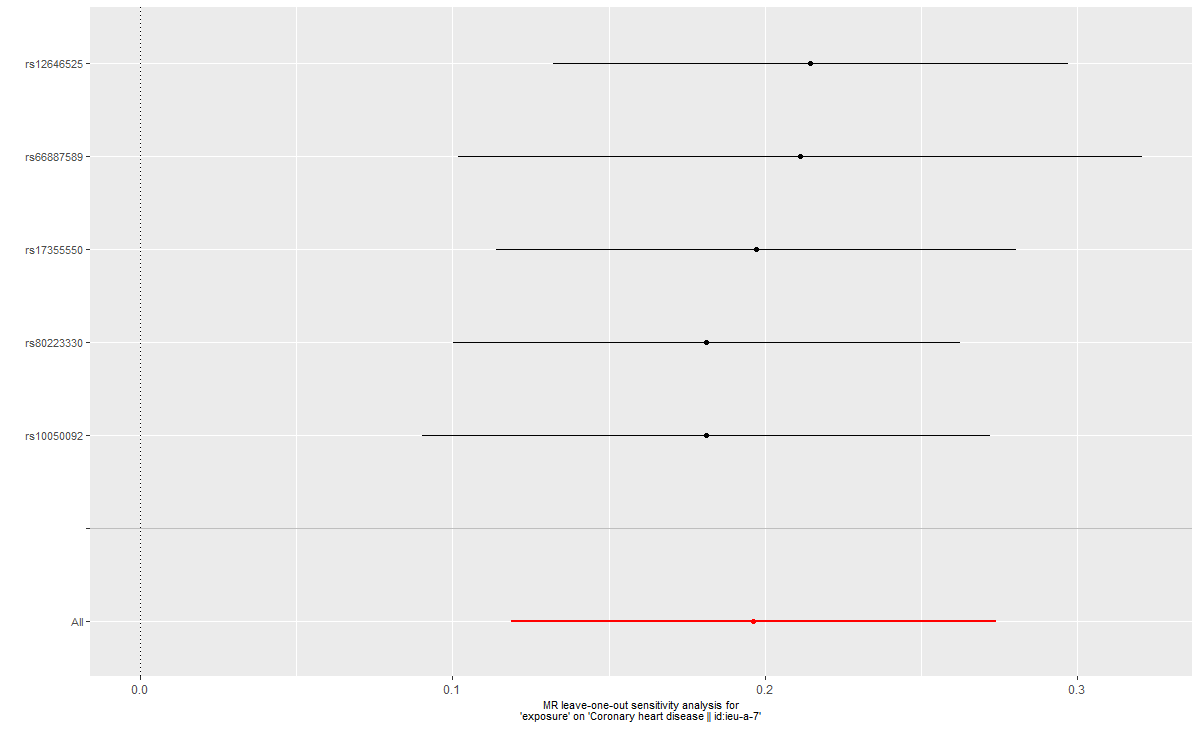 rs12646525
rs66887589
rs17355550
rs80223330
rs10050092
All
0.0 0.1 0.2 0.3
MR leave-one-out sensitivity analysis for
'exposure' on 'Coronary heart disease || id:ieu-a-7'